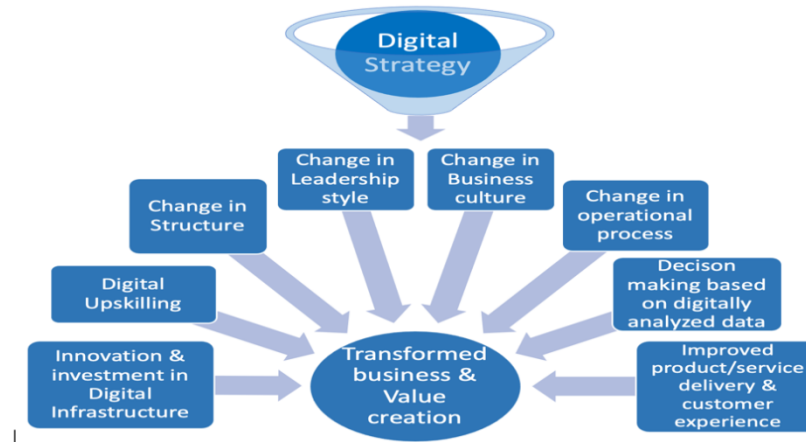 Digital
Strategy
Change in
Leadership
style
Change in
Business
culture
Change in
Structure
Change in
operational
process
Digital
Upskilling
Decison
making based
on digitally
analyzed data
Innovation &
investment in
Digital
Infrastructure
Transformed
business &
Value
creation
Improved
product/service
delivery &
customer
experience